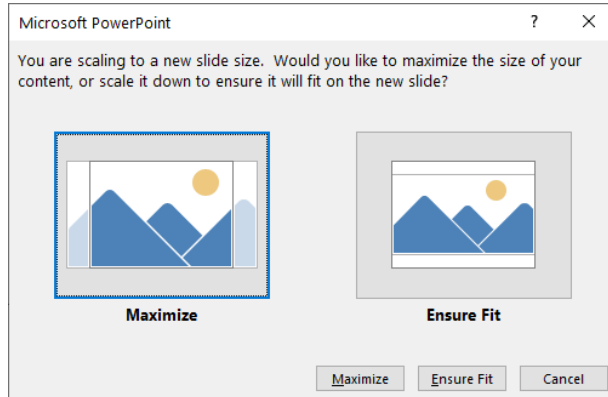 Microsoft PowerPoint ? ×
You are scaling to a new slide size.  Would you like to maximize the size of your
content, or scale it down to ensure it will fit on the new slide?
Maximize
Ensure Fit
Maximize
Ensure Fit
Cancel